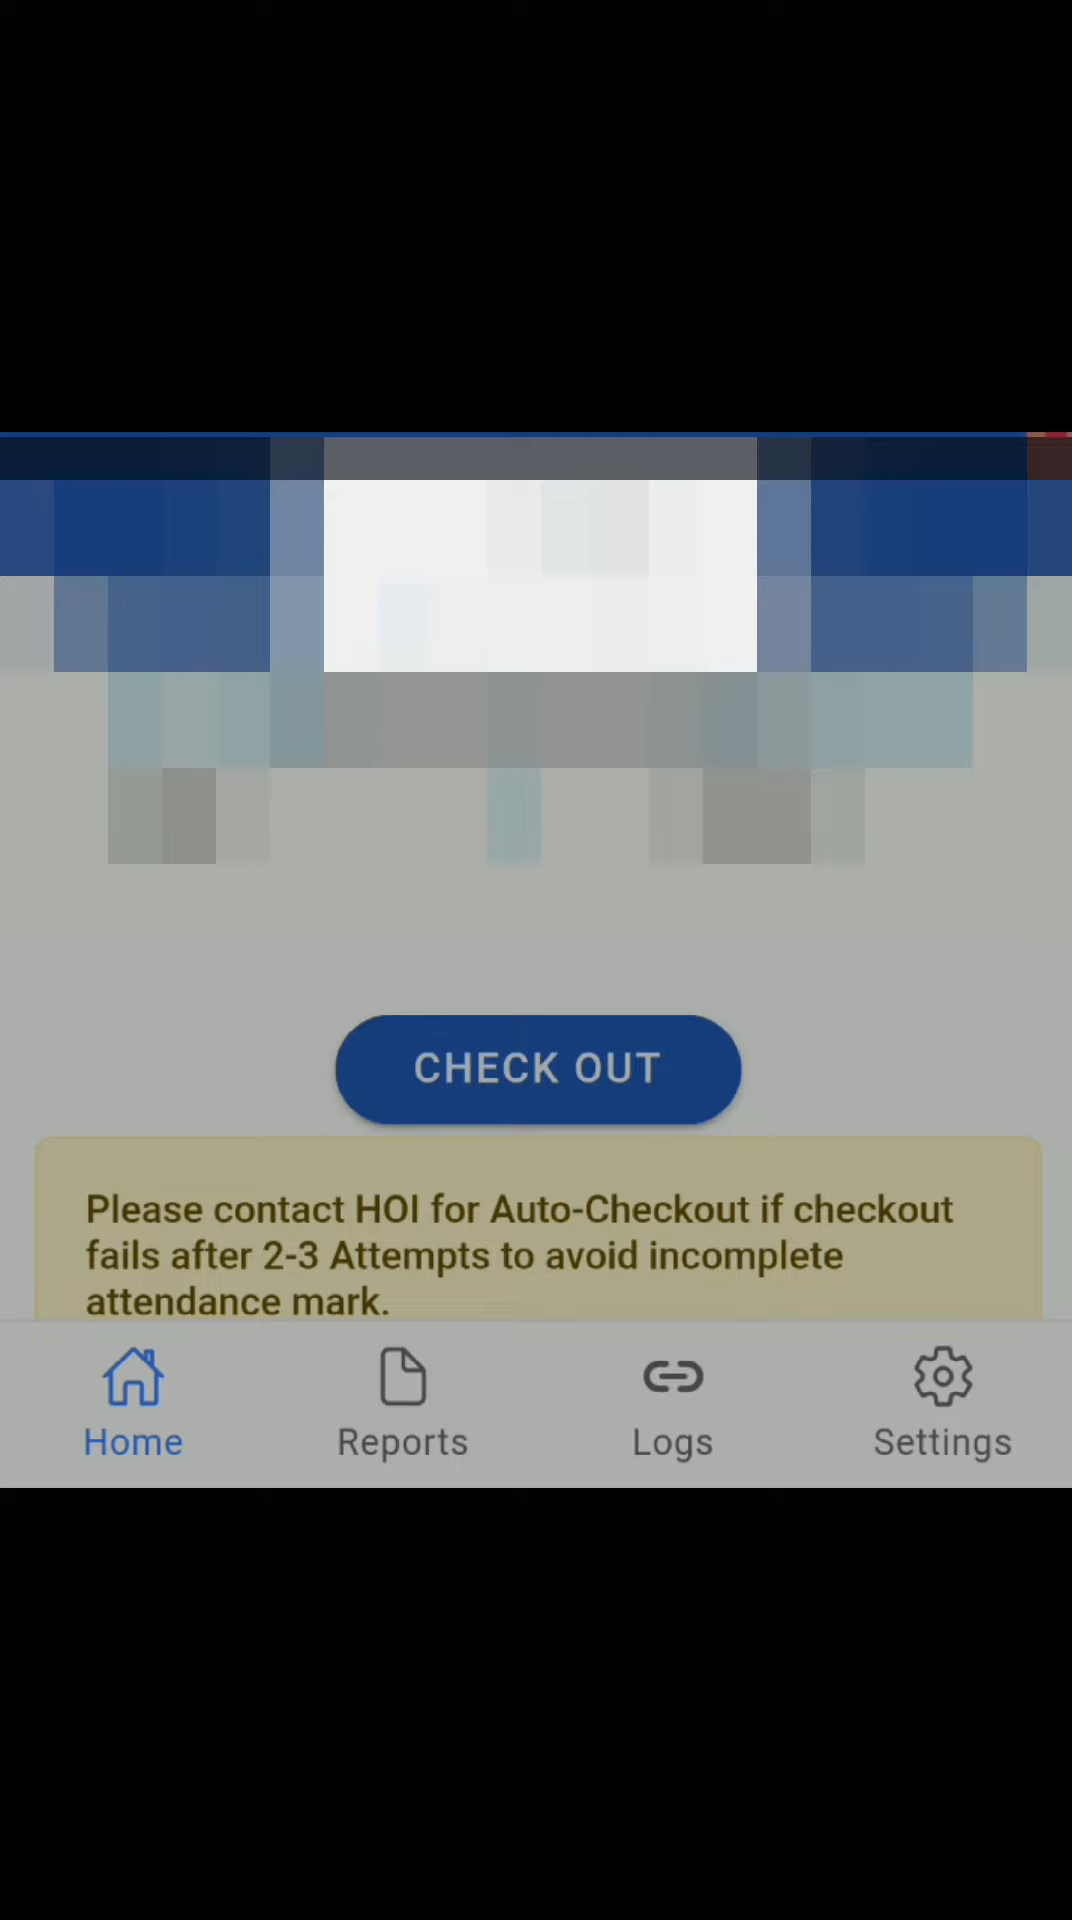 CHECK OUT
Please contact HOI for Auto-Checkout if checkout
fails after 2-3 Attempts to avoid incomplete
attendance mark.
Home
Reports
Logs
Settings